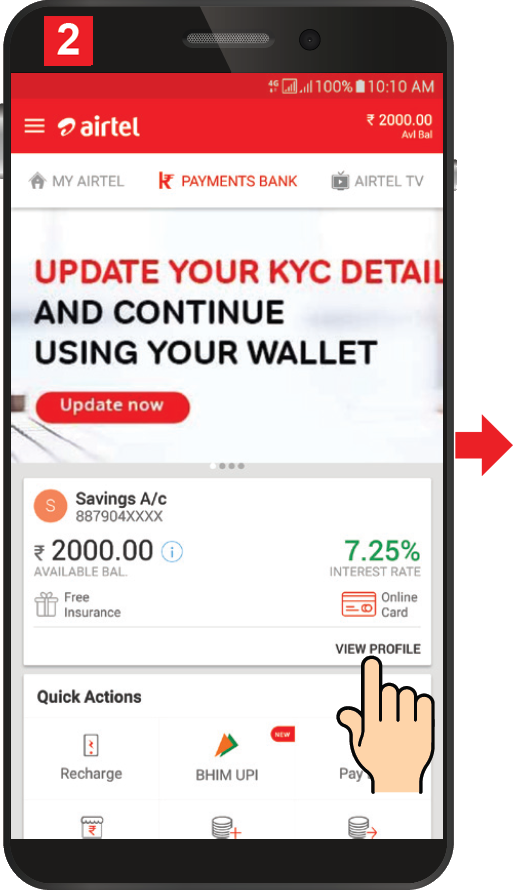 2
4G 100% 10:10 AM
airtel
₹ 2000.00
Avl Bal
MY AIRTEL
PAYMENTS BANK
AIRTEL TV
UPDATE YOUR KYC DETAIL
AND CONTINUE
USING YOUR WALLET
Update now
S
Savings A/c
887904XXXX
₹ 2000.00 i
AVAILABLE BAL.
7.25%
INTEREST RATE
Free
Insurance
Online
Card
VIEW PROFILE
Quick Actions
Recharge
NEW
BHIM UPI
Pay